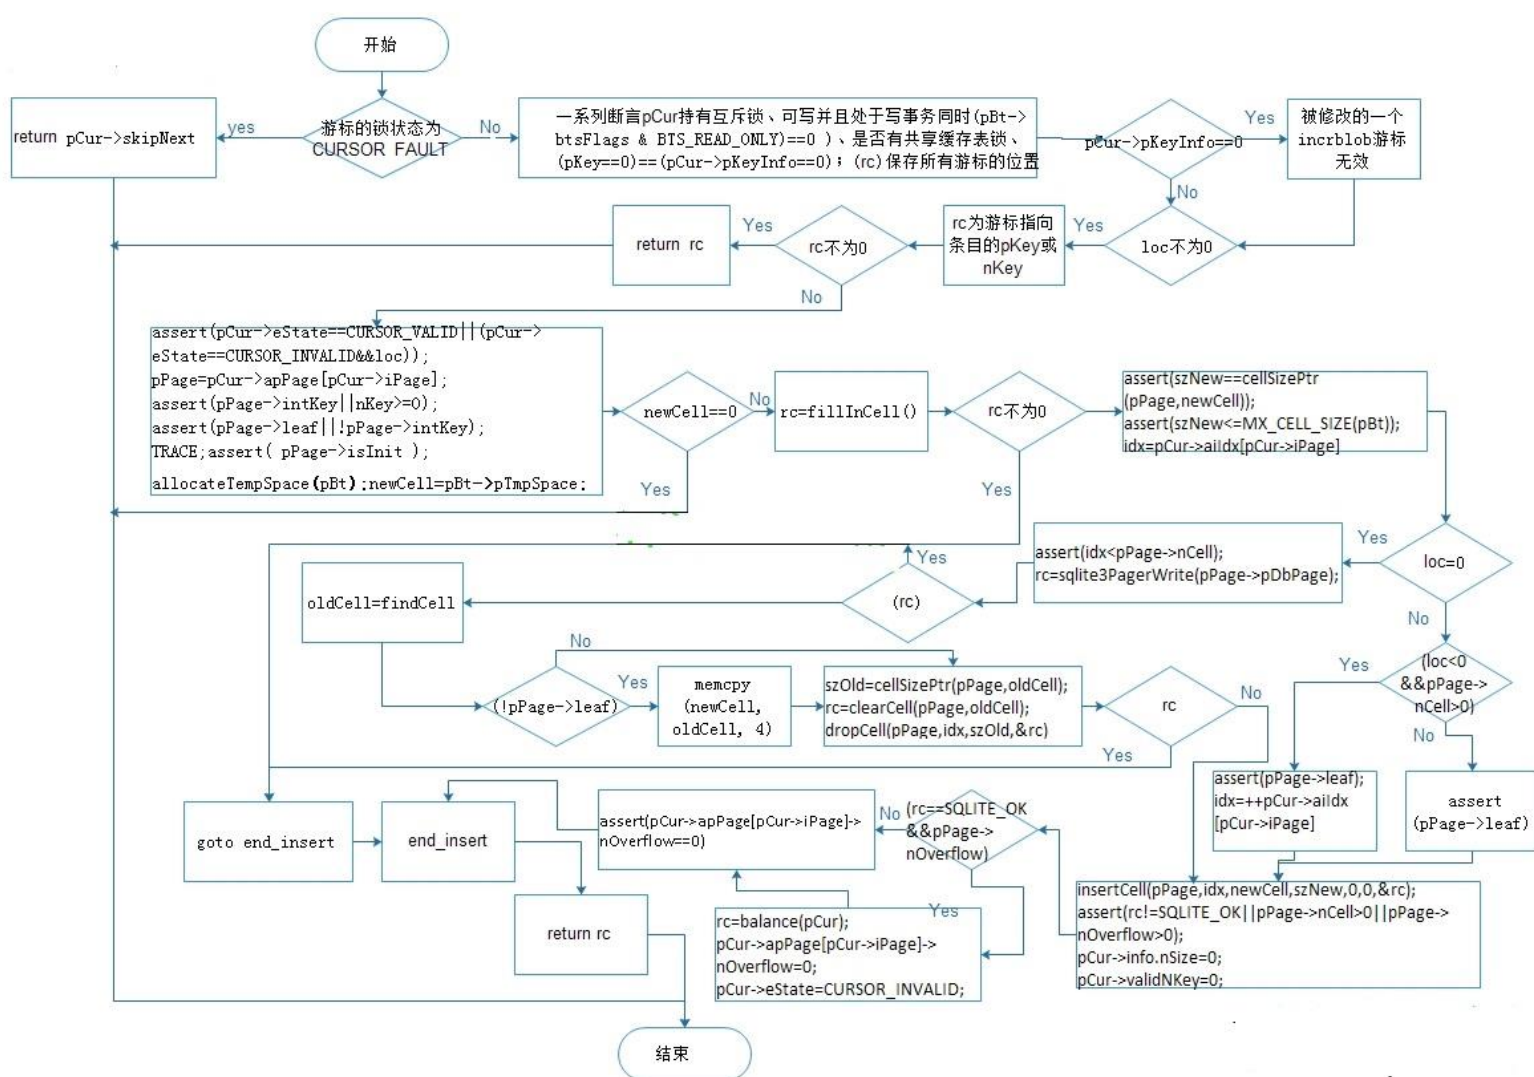 开始
return pCur->skipNext
yes
游标的锁状态为
CURSOR FAULT
No
一系列断言pCur持有互斥锁、可写并且处于写事务同时(pBt->
btsFlags & BTS_READ_ONLY)==0 )、是否有共享缓存表锁、
(pKey==0)==(pCur->pKeyInfo==0); (rc)保存所有游标的位置
pCur->pKeyInfo==0
Yes
被修改的一个
incrblob游标
无效
No
return rc
Yes
rc不为0
rc为游标指向
条目的pKey或
nKey
Yes
loc不为0
No
assert(pCur->eState==CURSOR_VALID||(pCur->
eState==CURSOR_INVALID&&loc));
pPage=pCur->apPage[pCur->iPage];
assert(pPage->intKey||nKey>=0);
assert(pPage->leaf||!pPage->intKey);
TRACE;assert( pPage->isInit );
allocateTempSpace(pBt);newCell=pBt->pTmpSpace;
newCell==0
No
rc=fillInCell()
rc不为0
assert(szNew==cellSizePtr
(pPage,newCell));
assert(szNew<=MX_CELL_SIZE(pBt));
idx=pCur->aiIdx[pCur->iPage]
Yes
Yes
oldCell=findCell
Yes
(rc)
assert(idx<pPage->nCell);
rc=sqlite3PagerWrite(pPage->pDbPage);
Yes
loc=0
No
No
(!pPage->leaf)
Yes
memcpy
(newCell,
oldCell, 4)
szOld=cellSizePtr(pPage,oldCell);
rc=clearCell(pPage,oldCell);
dropCell(pPage,idx,szOld,&rc)
rc
No
Yes
Yes
(loc<0
&&pPage->
nCell>0)
No
goto end_insert
end_insert
assert(pCur->apPage[pCur->iPage]->
nOverflow==0)
No
(rc==SQLITE_OK
&&pPage->
nOverflow)
assert(pPage->leaf);
idx=++pCur->aiIdx
[pCur->iPage]
assert
(pPage->leaf)
return rc
Yes
rc=balance(pCur);
pCur->apPage[pCur->iPage]->
nOverflow=0;
pCur->eState=CURSOR_INVALID;
insertCell(pPage,idx,newCell,szNew,0,0,&rc);
assert(rc!=SQLITE_OK||pPage->nCell>0||pPage->
nOverflow>0);
pCur->info.nSize=0;
pCur->validNKey=0;
结束